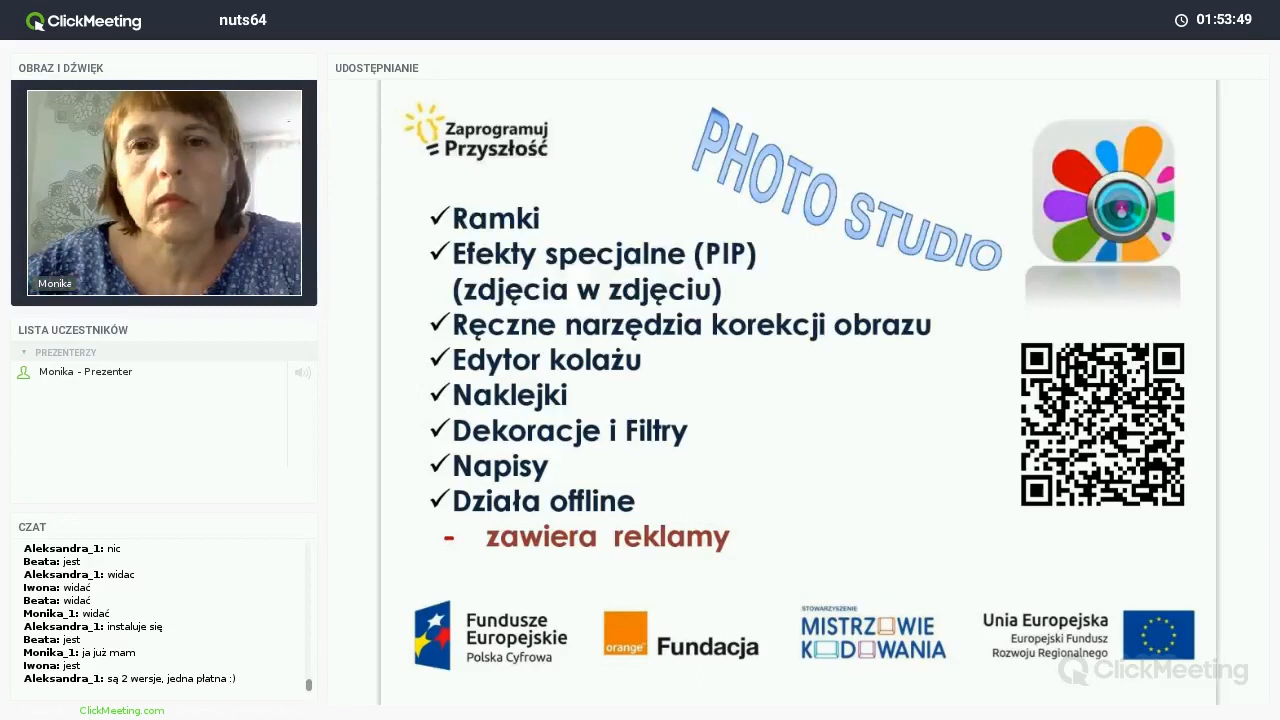 ClickMeeting
nuts64
01:53:49
OBRAZ I DŹWIĘK
Monika
LISTA UCZESTNIKÓW
PREZENTERZY
Monika - Prezenter
CZAT
Aleksandra_1: nic
Beata: jest
Aleksandra_1: widac
Iwona: widać
Beata: widać
Monika_1: widać
Aleksandra_1: instaluje się
Beata: jest
Monika_1: ja już mam
Iwona: jest
Aleksandra_1: są 2 wersje, jedna płatna :)
ClickMeeting.com
UDOSTĘPNIANIE
Zaprogramuj
Przyszłość
PHOTO STUDIO
✓Ramki
✓Efekty specjalne (PIP)
(zdjęcia w zdjęciu)
✓Ręczne narzędzia korekcji obrazu
✓Edytor kolażu
✓Naklejki
✓Dekoracje i Filtry
✓Napisy
✓Działa offline
- zawiera reklamy
Fundusze
Europejskie
Polska Cyfrowa
orange
Fundacja
STOWARZYSZENIE
MISTRZOWIE
KODOWANIA
Unia Europejska
Europejski Fundusz
Rozwoju Regionalnego
ClickMeeting